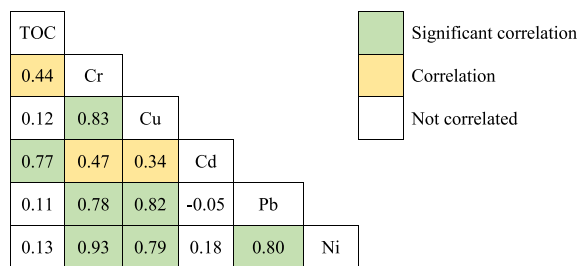 TOC
Significant correlation
0.44 Cr
Correlation
0.12 0.83 Cu
Not correlated
0.77 0.47 0.34 Cd
0.11 0.78 0.82 -0.05 Pb
0.13 0.93 0.79 0.18 0.80 Ni